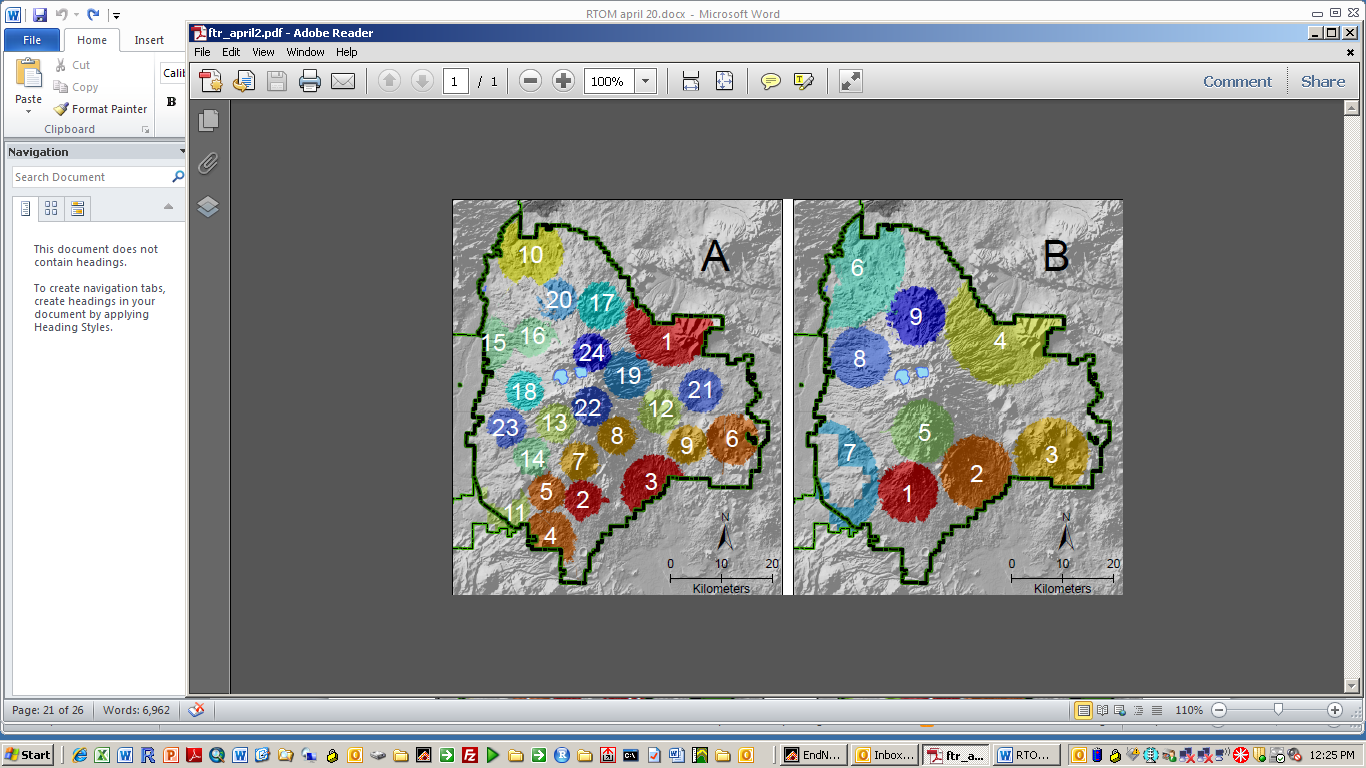 RTOM april 20.docx - Microsoft Word
File Home Insert
ftr_april2.pdf - Adobe Reader
File Edit View Window Help
Paste
Cut
Copy
Format Painter
Clipboard
Calib
B
1 / 1
100%
Comment
Share
Navigation
Search Document
This document does not
contain headings.
To create navigation tabs,
create headings in your
document by applying
Heading Styles.
A
10
20
17
15
16
24
1
19
18
21
22
12
23
13
8
9
6
14
7
3
5
2
11
4
N
0 10 20
Kilometers
B
6
9
4
8
5
7
3
2
1
N
0 10 20
Kilometers
Page: 21 of 26
Words: 6,962
110%
Start
EndN...
Inbox...
ftr_a...
RTO...
12:25 PM